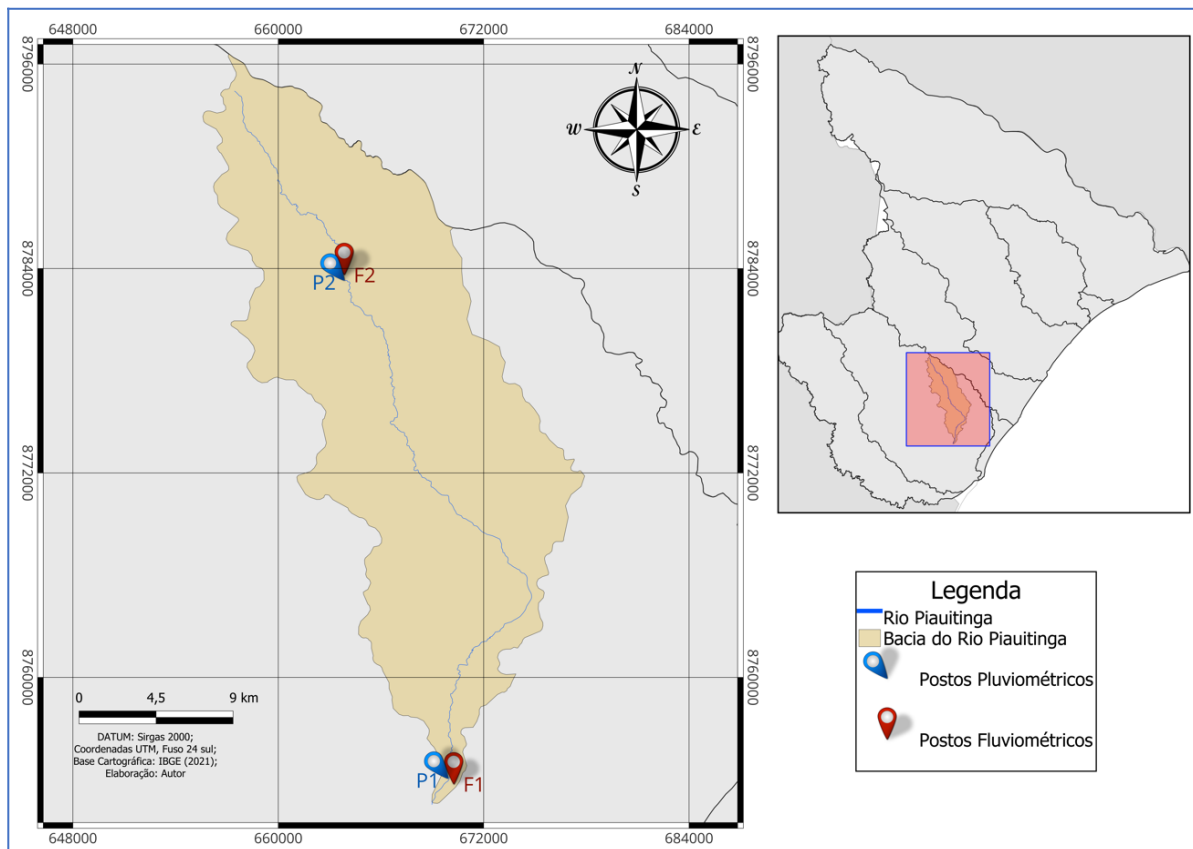 648000 660000 672000 684000
8796000 8796000
N
W E
S
8784000 8784000
P2 F2
8772000 8772000
8760000 8760000
0 4,5 9 km
DATUM: Sirgas 2000;
Coordenadas UTM, Fuso 24 sul;
Base Cartográfica: IBGE (2021);
Elaboração: Autor
P1 F1
648000 660000 672000 684000
Legenda
Rio Piauitinga
Bacia do Rio Piauitinga
Postos Pluviométricos
Postos Fluviométricos